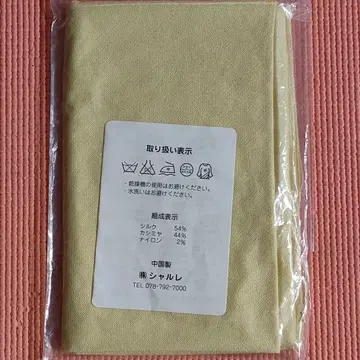 取り扱い表示
・乾燥機の使用はお避けください。
・水洗いはお避けください。
組成表示
シルク 54%
カシミヤ 44%
ナイロン 2%
中国製
㈱ シャルレ
TEL 078-792-7000